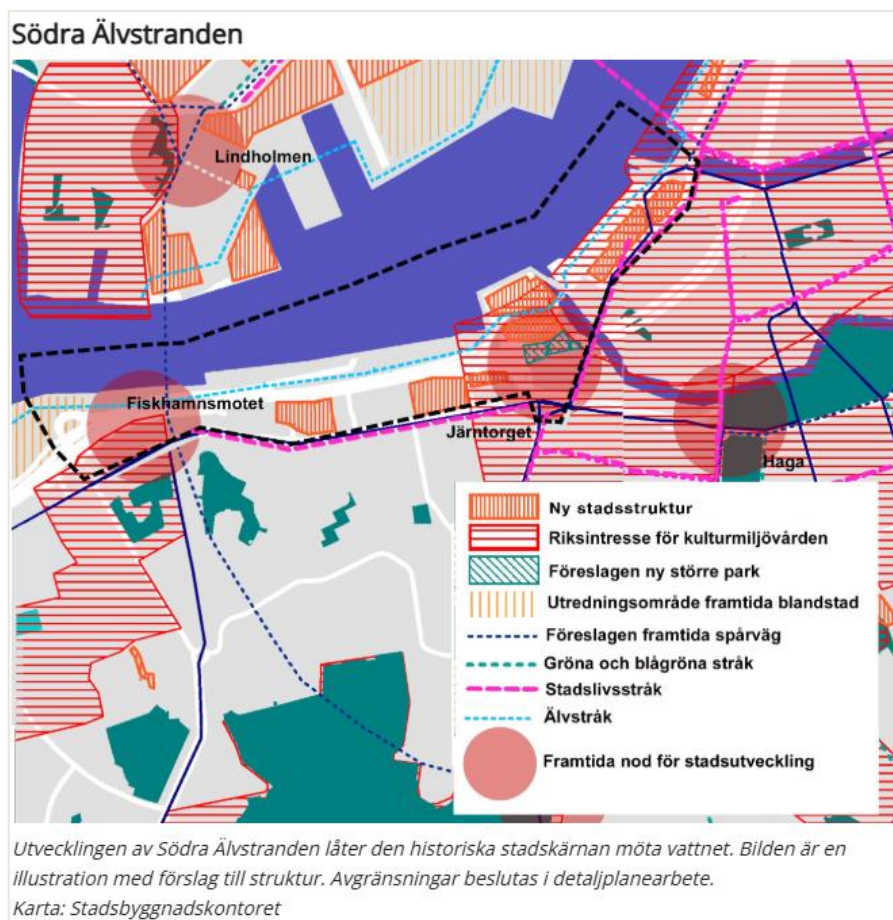 Södra Älvstranden
Lindholmen
Fiskhamnsmotet
Järntorget
Haga
Ny stadsstruktur
Riksintresse för kulturmiljövården
Föreslagen ny större park
Utredningsområde framtida blandstad
Föreslagen framtida spårväg
Gröna och blågröna stråk
Stadslivsstråk
Älvstråk
Framtida nod för stadsutveckling
Utvecklingen av Södra Älvstranden låter den historiska stadskärnan möta vattnet. Bilden är en
illustration med förslag till struktur. Avgränsningar beslutas i detaljplanearbete.
Karta: Stadsbyggnadskontoret